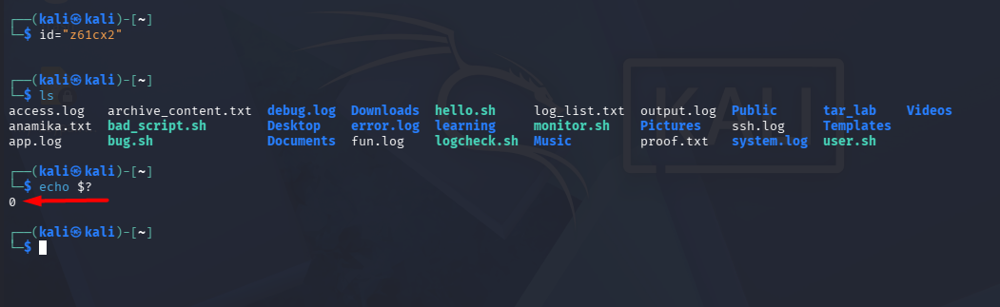 ┌──(kali㉿kali)-[~]
└─$ id="z61cx2"
┌──(kali㉿kali)-[~]
└─$ ls
access.log archive_content.txt debug.log Downloads hello.sh log_list.txt output.log Public tar_lab Videos
anamika.txt bad_script.sh Desktop error.log learning monitor.sh Pictures ssh.log Templates
app.log bug.sh Documents fun.log logcheck.sh Music proof.txt system.log user.sh
┌──(kali㉿kali)-[~]
└─$ echo $?
0
┌──(kali㉿kali)-[~]
└─$
KALI